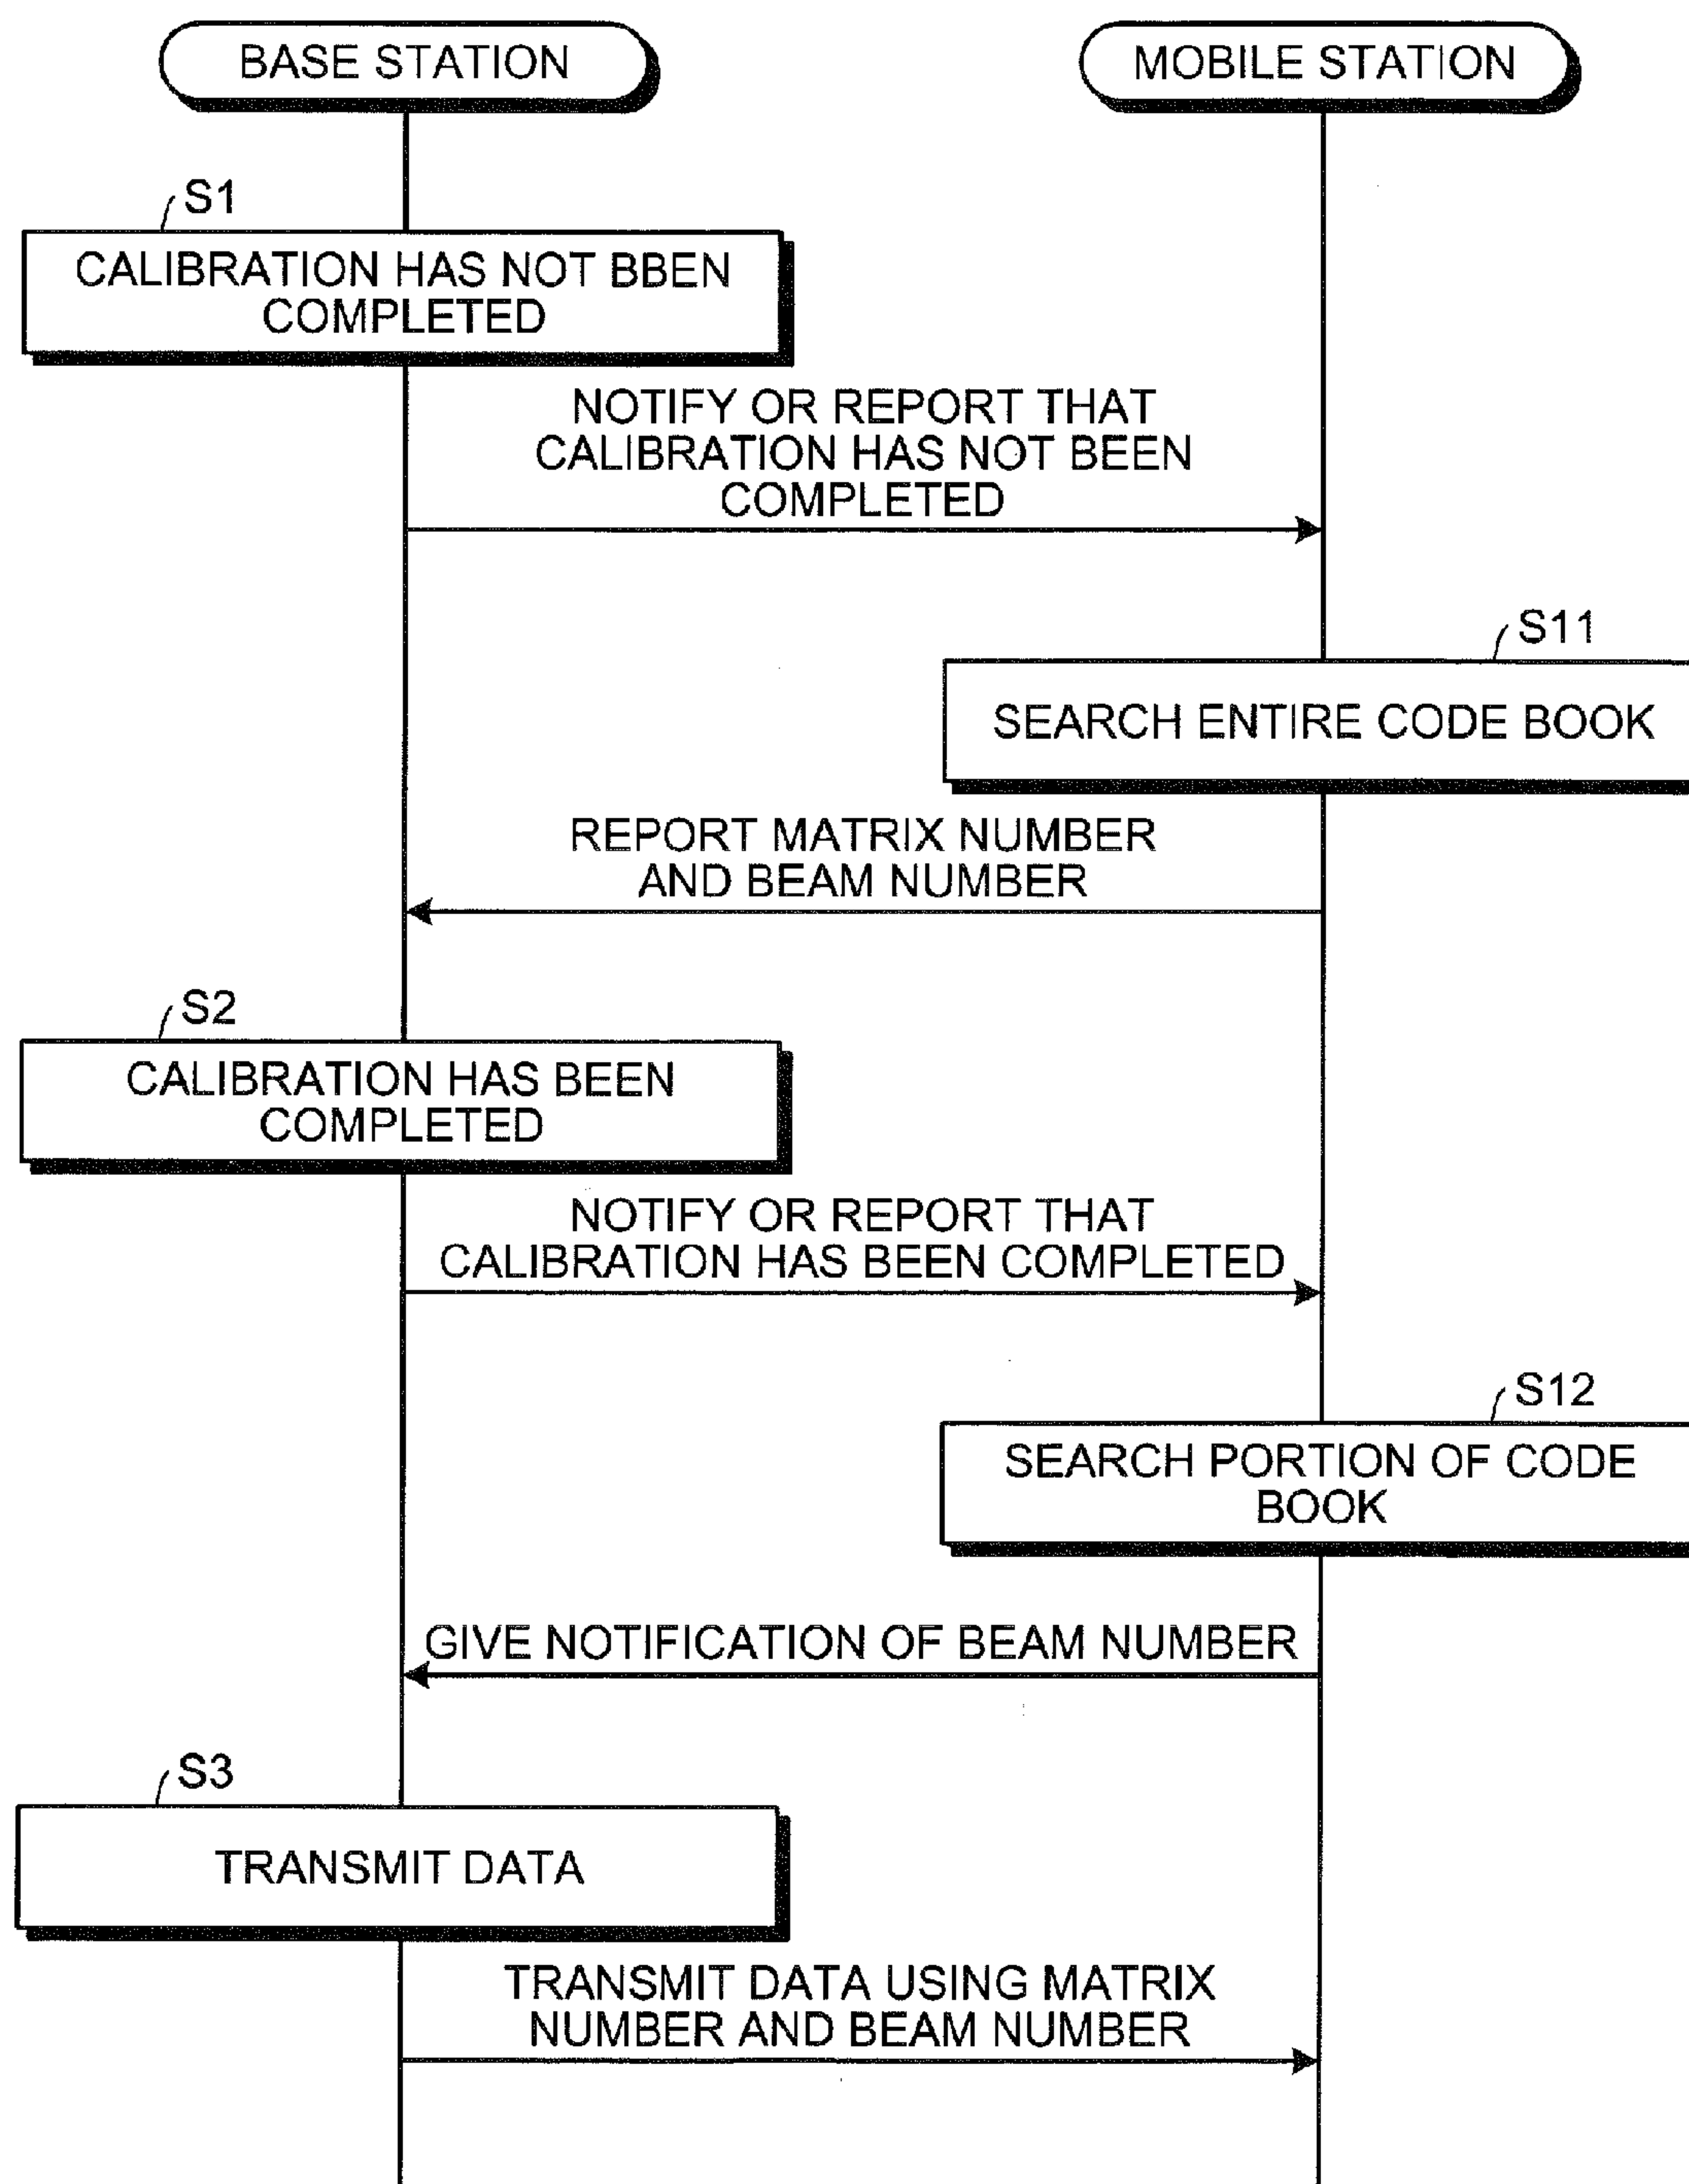 BASE STATION
MOBILE STATION
S1
CALIBRATION HAS NOT BBEN
COMPLETED
NOTIFY OR REPORT THAT
CALIBRATION HAS NOT BEEN
COMPLETED
S11
SEARCH ENTIRE CODE BOOK
REPORT MATRIX NUMBER
AND BEAM NUMBER
S2
CALIBRATION HAS BEEN
COMPLETED
NOTIFY OR REPORT THAT
CALIBRATION HAS BEEN COMPLETED
S12
SEARCH PORTION OF CODE
BOOK
GIVE NOTIFICATION OF BEAM NUMBER
S3
TRANSMIT DATA
TRANSMIT DATA USING MATRIX
NUMBER AND BEAM NUMBER